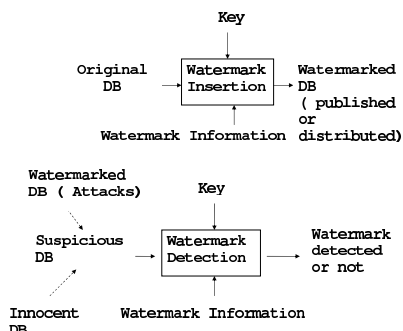 Key
Original
DB
Watermark
Insertion
Watermarked
DB
( published
or
distributed)
Watermark Information
Watermarked
DB ( Attacks)
Key
Suspicious
DB
Watermark
Detection
Watermark
detected
or not
Innocent
DB
Watermark Information